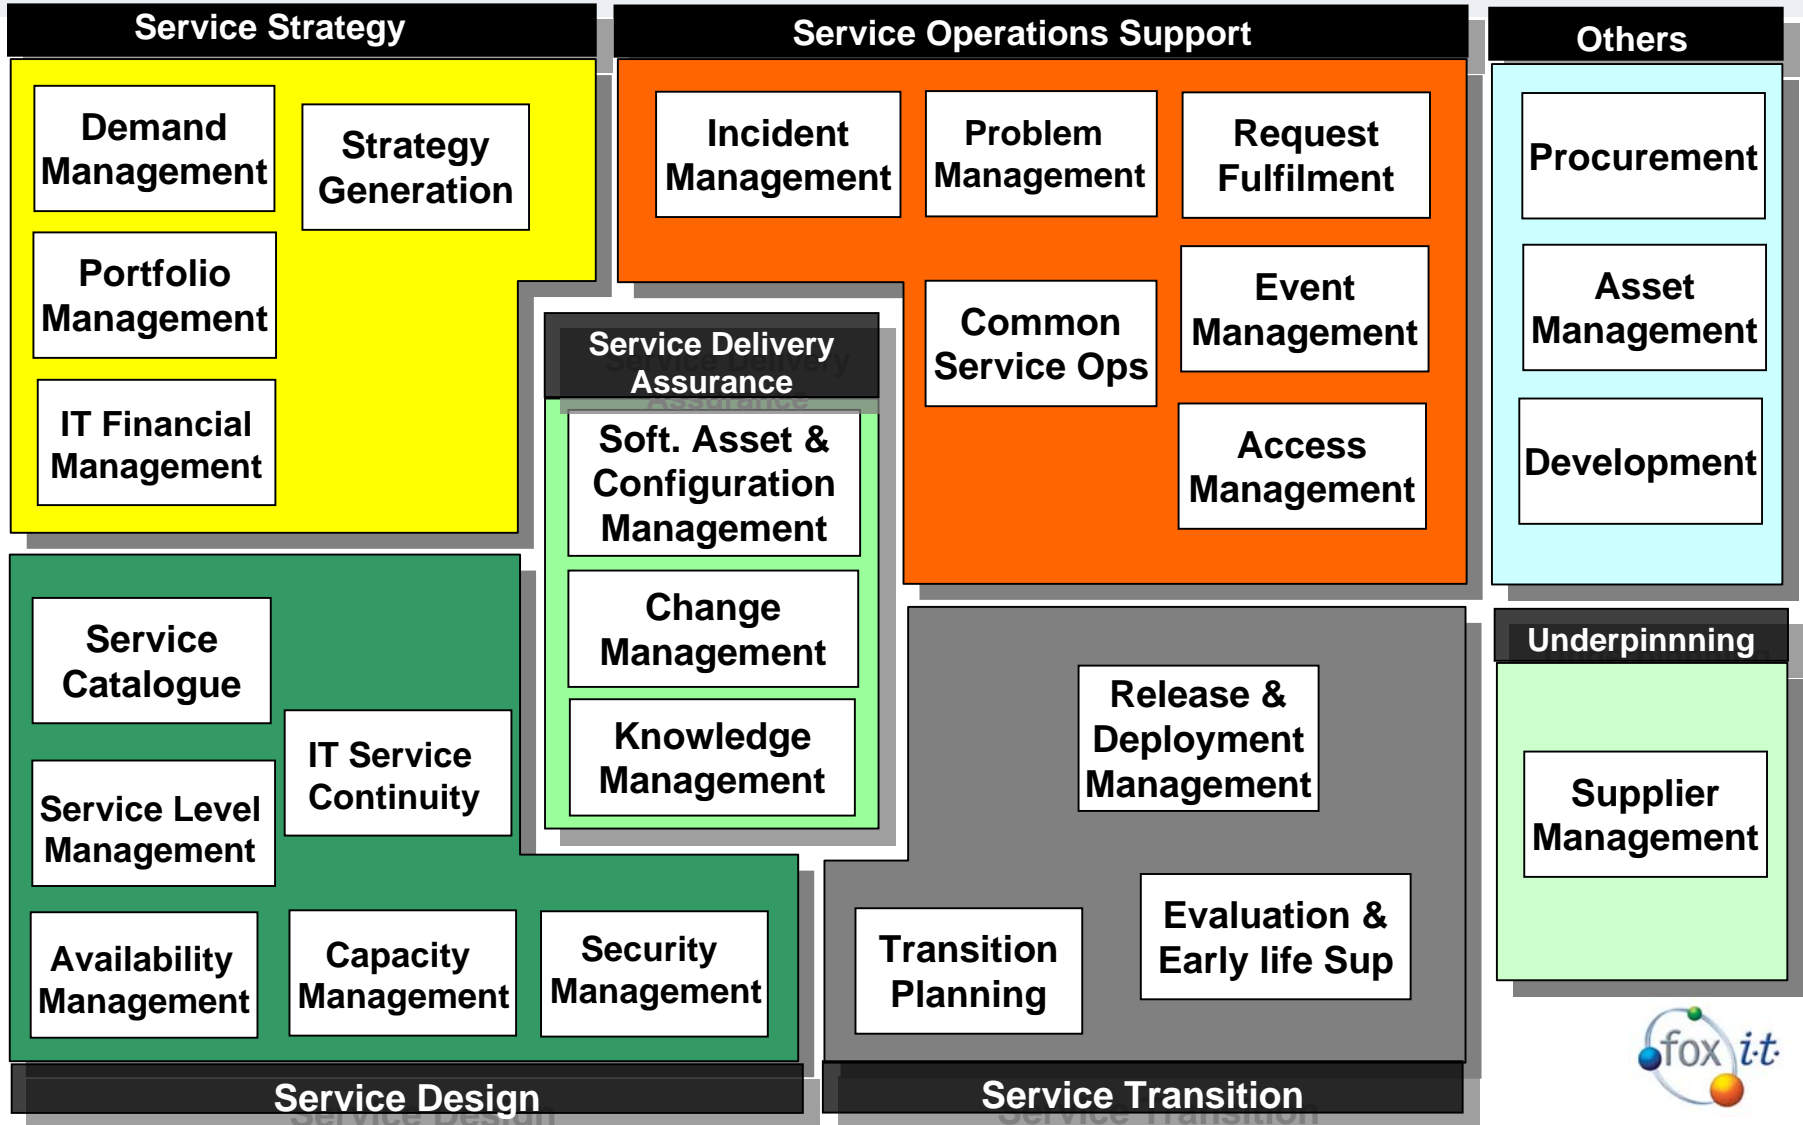 Service Strategy
Demand
Management
Strategy
Generation
Portfolio
Management
IT Financial
Management
Service Operations Support
Incident
Management
Problem
Management
Request
Fulfilment
Common
Service Ops
Event
Management
Access
Management
Others
Procurement
Asset
Management
Development
Service Delivery
Assurance
Soft. Asset &
Configuration
Management
Change
Management
Knowledge
Management
Service
Catalogue
IT Service
Continuity
Service Level
Management
Availability
Management
Capacity
Management
Security
Management
Service Design
Release &
Deployment
Management
Transition
Planning
Evaluation &
Early life Sup
Service Transition
Underpinnning
Supplier
Management
fox i·t·